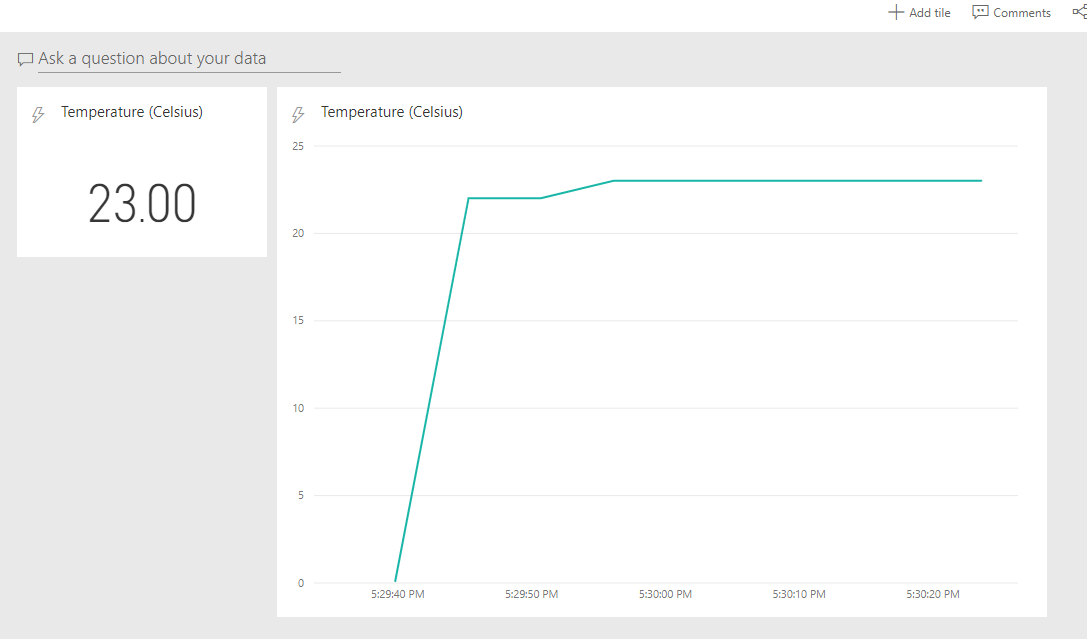 Add tile Comments
Ask a question about your data
Temperature (Celsius)
23.00
Temperature (Celsius)
25
20
15
10
5
0
5:29:40 PM 5:29:50 PM 5:30:00 PM 5:30:10 PM 5:30:20 PM